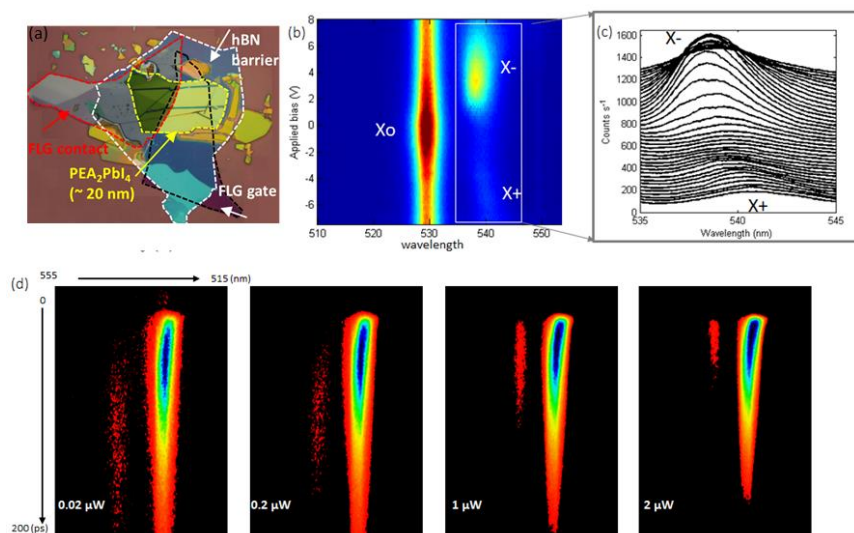 (a)
hBN
barrier
FLG contact
PEA₂PbI₄
(~ 20 nm)
FLG gate
(b)
8
6
4
2
0
-2
-4
-6
Applied bias (V)
Xo
X-
X+
510
520
530
540
550
wavelength
(c)
1600
1400
1200
1000
800
600
400
200
0
Counts s⁻¹
X-
X+
535
540
545
Wavelength (nm)
(d)
555
515 (nm)
0
200 (ps)
0.02 µW
0.2 µW
1 µW
2 µW